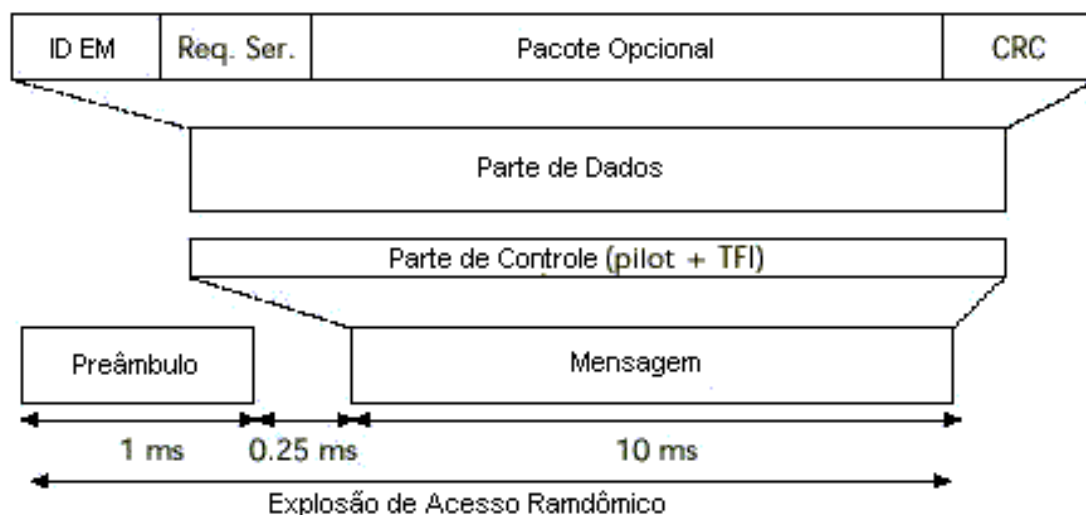 ID EM Req. Ser. Pacote Opcional CRC
Parte de Dados
Parte de Controle (pilot + TFI)
Preâmbulo Mensagem
1 ms 0.25 ms 10 ms
Explosão de Acesso Ramdômico